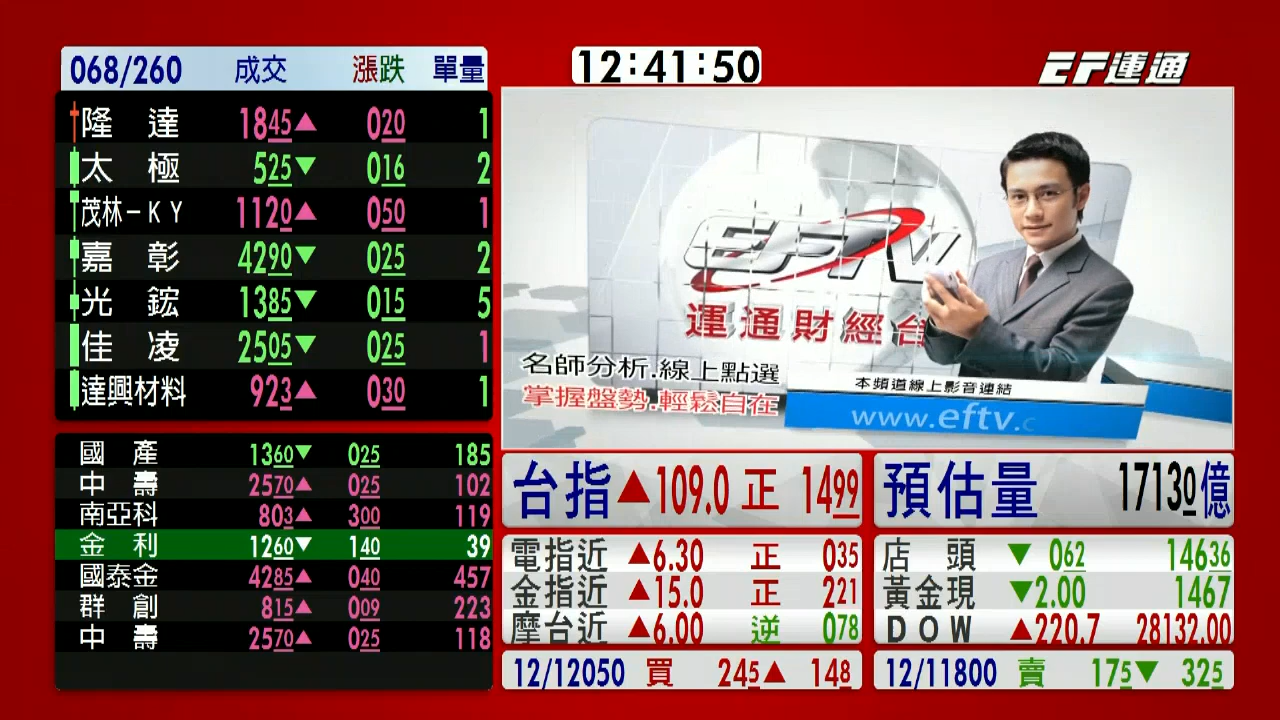 068/260 成交 漲跌 單量
隆達 1845▲ 020 1
太極 525▼ 016 2
茂林-KY 1120▲ 050 1
嘉彰 4290▼ 025 2
光鋐 1385▼ 015 5
佳凌 2505▼ 025 1
達興材料 923▲ 030 1
國產 1360▼ 025 185
中壽 2570▲ 025 102
南亞科 803▲ 300 119
金利 1260▼ 140 39
國泰金 4285▲ 040 457
群創 815▲ 009 223
中壽 2570▲ 025 118
12:41:50
EF運通
EFTV
運通財經台
名師分析.線上點選
掌握盤勢.輕鬆自在
本頻道線上影音連結
www.eftv.c
台指▲109.0 正 1499
預估量 17130億
電指近 ▲6.30 正 035
金指近 ▲15.0 正 221
摩台近 ▲6.00 逆 078
店頭 ▼ 062 14636
黃金現 ▼2.00 1467
DOW ▲220.7 28132.00
12/12050 買 245▲ 148
12/11800 賣 175▼ 325